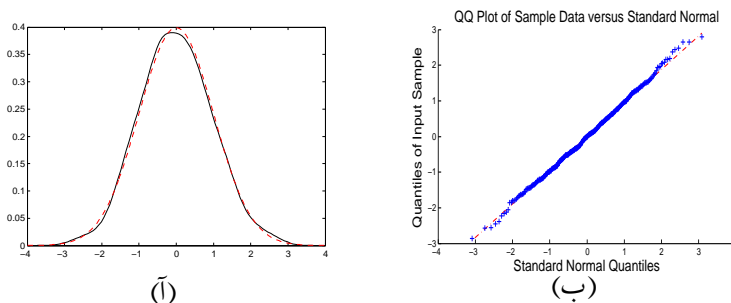 0.4
0.35
0.3
0.25
0.2
0.15
0.1
0.05
0
−4 −3 −2 −1 0 1 2 3 4
(آ)
QQ Plot of Sample Data versus Standard Normal
Quantiles of Input Sample
3
2
1
0
−1
−2
−3
−4 −3 −2 −1 0 1 2 3 4
Standard Normal Quantiles
(ب)